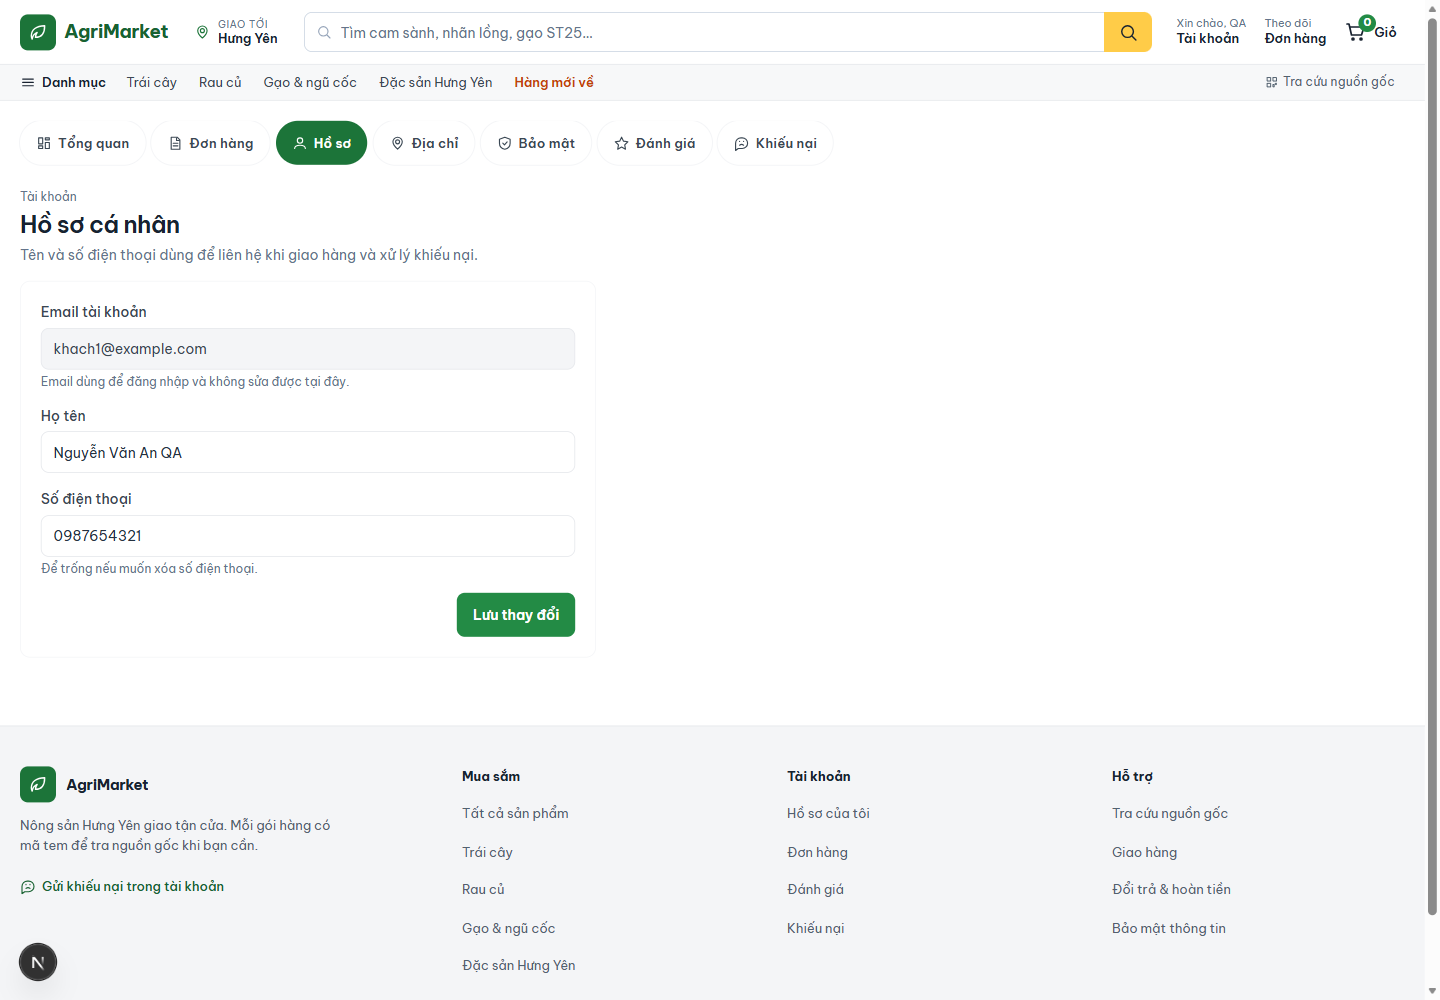 AgriMarket
GIAO TỚI
Hưng Yên
Tìm cam sành, nhãn lồng, gạo ST25...
Xin chào, QA
Tài khoản
Theo dõi
Đơn hàng
0
Giỏ
Danh mục
Trái cây
Rau củ
Gạo & ngũ cốc
Đặc sản Hưng Yên
Hàng mới về
Tra cứu nguồn gốc
Tổng quan
Đơn hàng
Hồ sơ
Địa chỉ
Bảo mật
Đánh giá
Khiếu nại
Tài khoản
Hồ sơ cá nhân
Tên và số điện thoại dùng để liên hệ khi giao hàng và xử lý khiếu nại.
Email tài khoản
khach1@example.com
Email dùng để đăng nhập và không sửa được tại đây.
Họ tên
Nguyễn Văn An QA
Số điện thoại
0987654321
Để trống nếu muốn xóa số điện thoại.
Lưu thay đổi
AgriMarket
Nông sản Hưng Yên giao tận cửa. Mỗi gói hàng có
mã tem để tra nguồn gốc khi bạn cần.
Gửi khiếu nại trong tài khoản
Mua sắm
Tất cả sản phẩm
Trái cây
Rau củ
Gạo & ngũ cốc
Đặc sản Hưng Yên
Tài khoản
Hồ sơ của tôi
Đơn hàng
Đánh giá
Khiếu nại
Hỗ trợ
Tra cứu nguồn gốc
Giao hàng
Đổi trả & hoàn tiền
Bảo mật thông tin
N